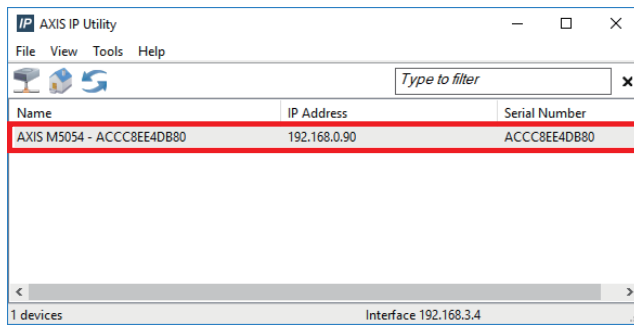 IP AXIS IP Utility
File View Tools Help
Type to filter
Name IP Address Serial Number
AXIS M5054 - ACCC8EE4DB80 192.168.0.90 ACCC8EE4DB80
1 devices Interface 192.168.3.4